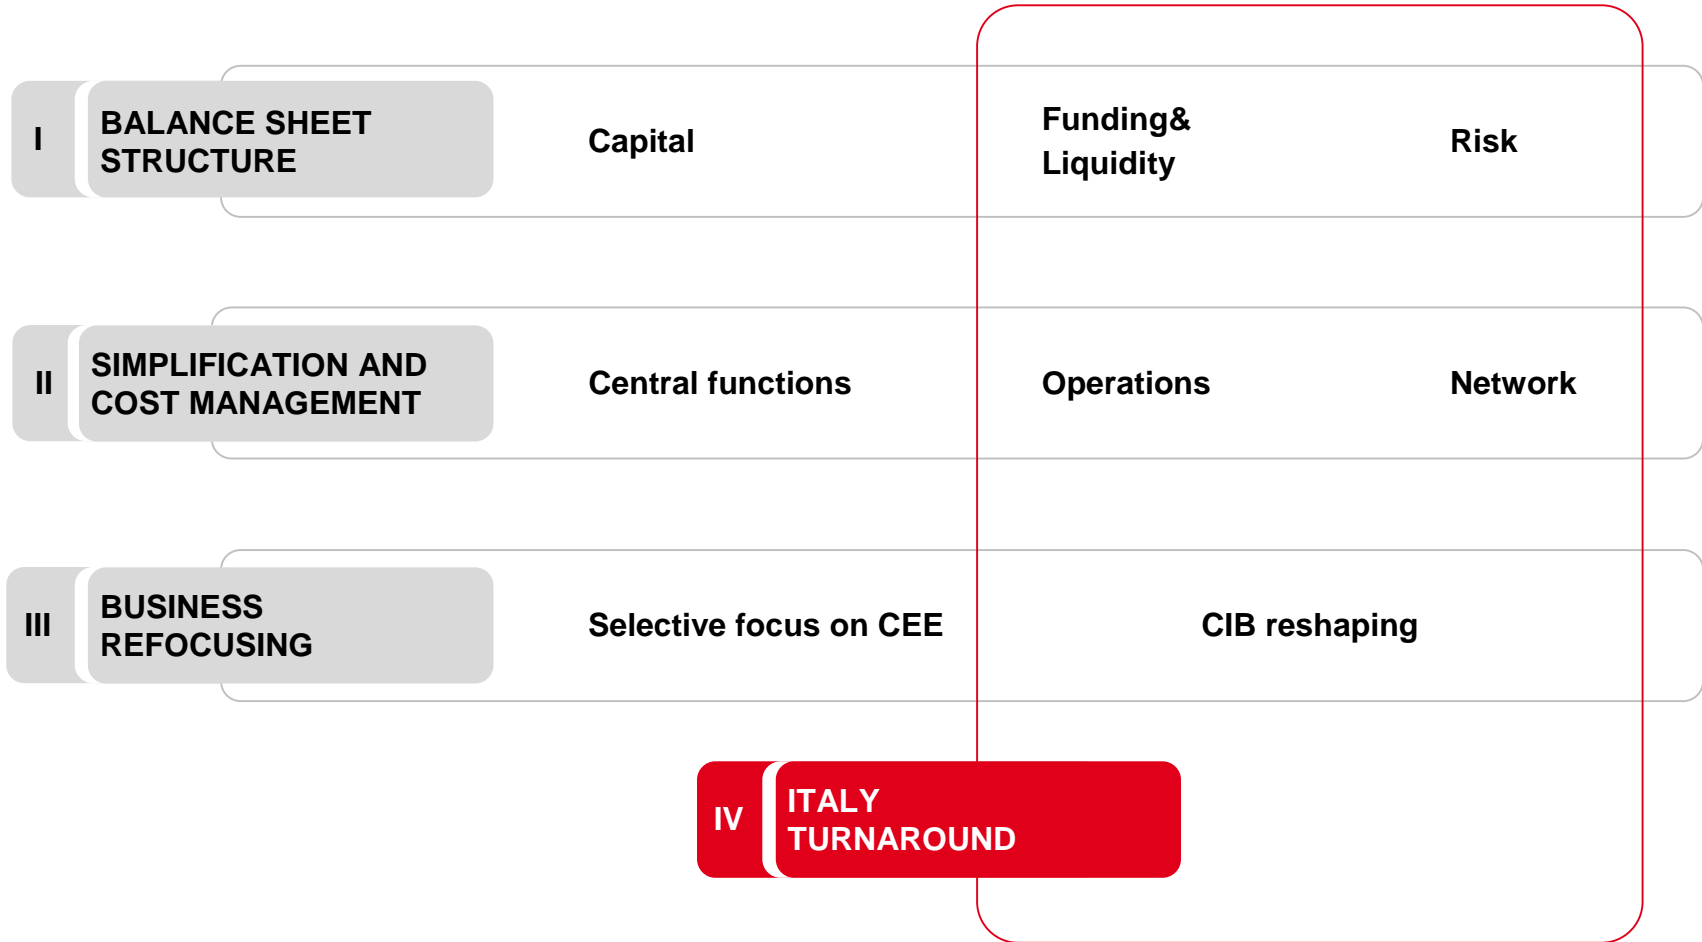 I
BALANCE SHEET
STRUCTURE
Capital
Funding&
Liquidity
Risk
II
SIMPLIFICATION AND
COST MANAGEMENT
Central functions
Operations
Network
III
BUSINESS
REFOCUSING
Selective focus on CEE
CIB reshaping
IV
ITALY
TURNAROUND